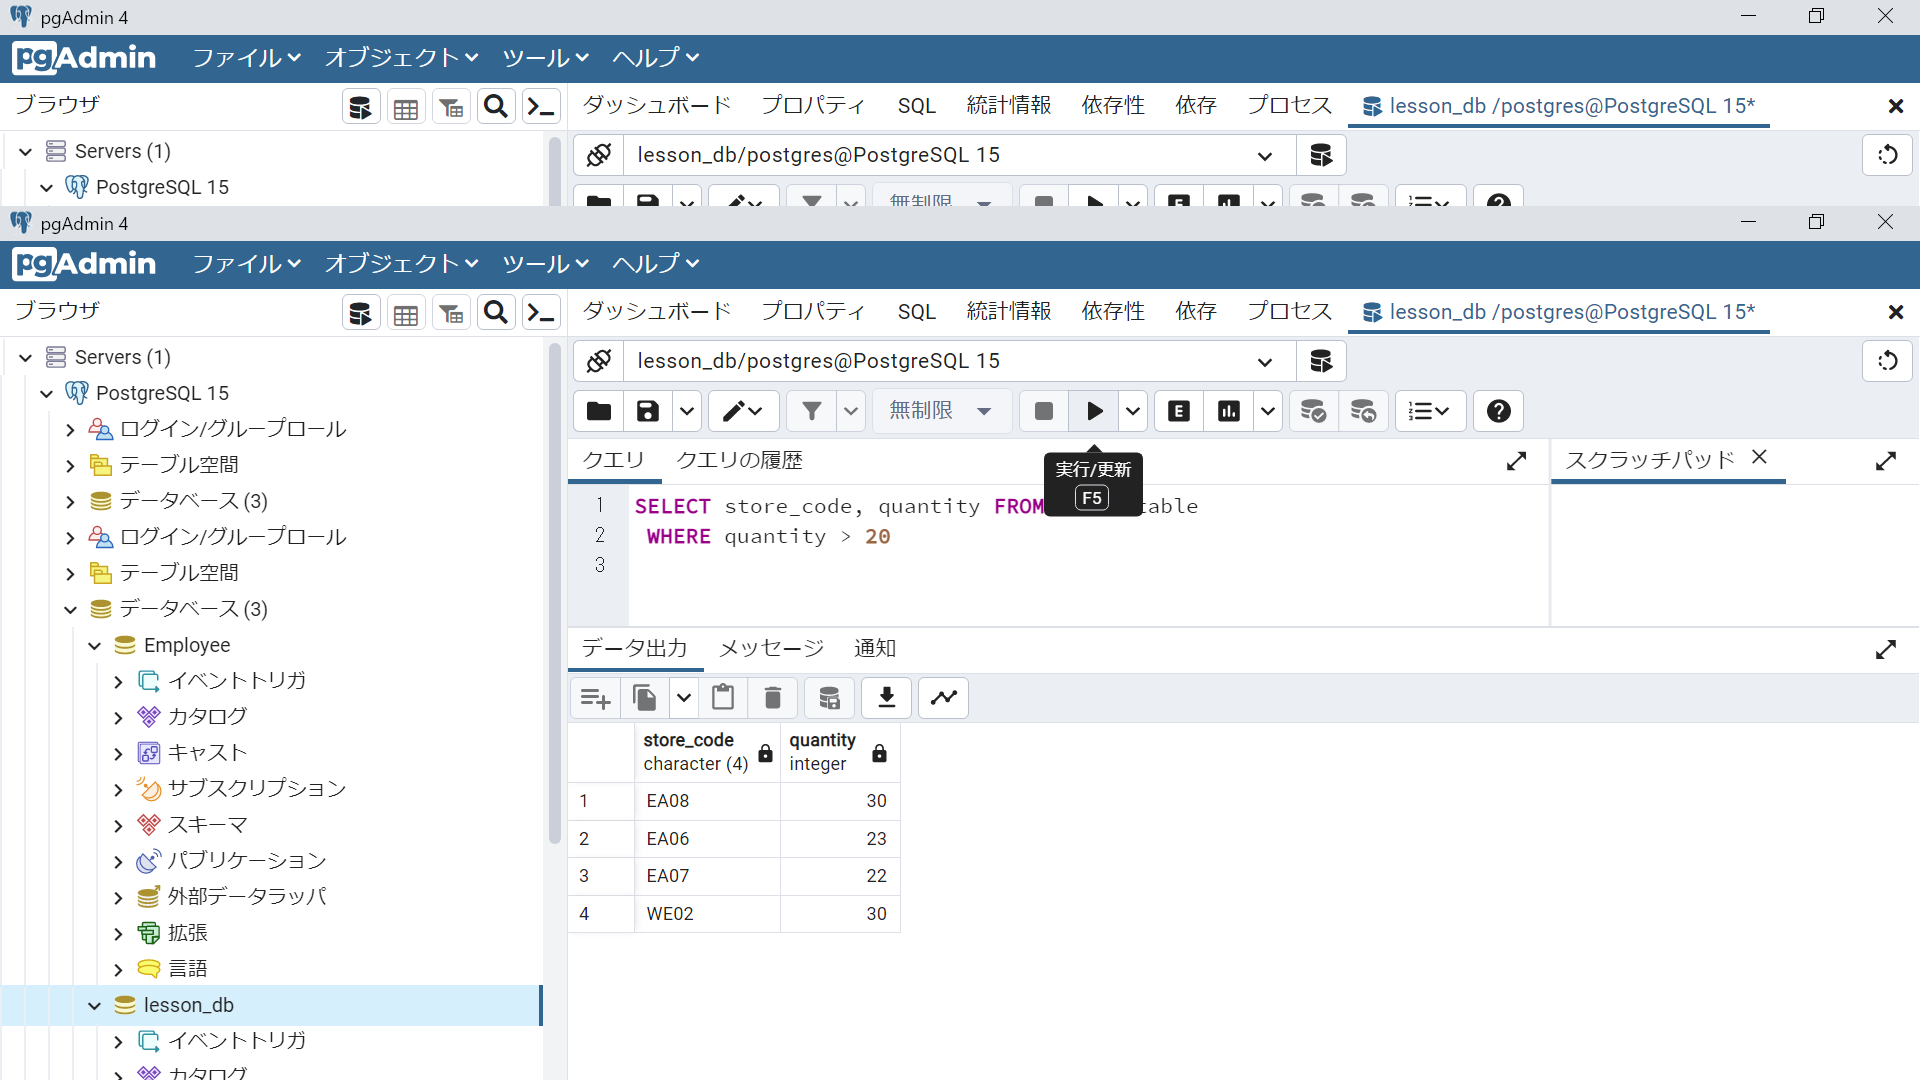 pgAdmin 4
pgAdmin ファイル オブジェクト ツール ヘルプ
ブラウザ
ダッシュボード プロパティ SQL 統計情報 依存性 依存 プロセス lesson_db /postgres@PostgreSQL 15*
Servers (1)
lesson_db/postgres@PostgreSQL 15
PostgreSQL 15
無制限
pgAdmin 4
pgAdmin ファイル オブジェクト ツール ヘルプ
ブラウザ
ダッシュボード プロパティ SQL 統計情報 依存性 依存 プロセス lesson_db /postgres@PostgreSQL 15*
Servers (1)
PostgreSQL 15
ログイン/グループロール
テーブル空間
データベース (3)
ログイン/グループロール
テーブル空間
データベース (3)
Employee
イベントトリガ
カタログ
キャスト
サブスクリプション
スキーマ
パブリケーション
外部データラッパ
拡張
言語
lesson_db
イベントトリガ
カタログ
lesson_db/postgres@PostgreSQL 15
無制限 E
クエリ クエリの履歴
実行/更新
F5
スクラッチパッド
1 SELECT store_code, quantity FROM table
2 WHERE quantity > 20
3
データ出力 メッセージ 通知
store_code quantity
character (4) integer
1 EA08 30
2 EA06 23
3 EA07 22
4 WE02 30